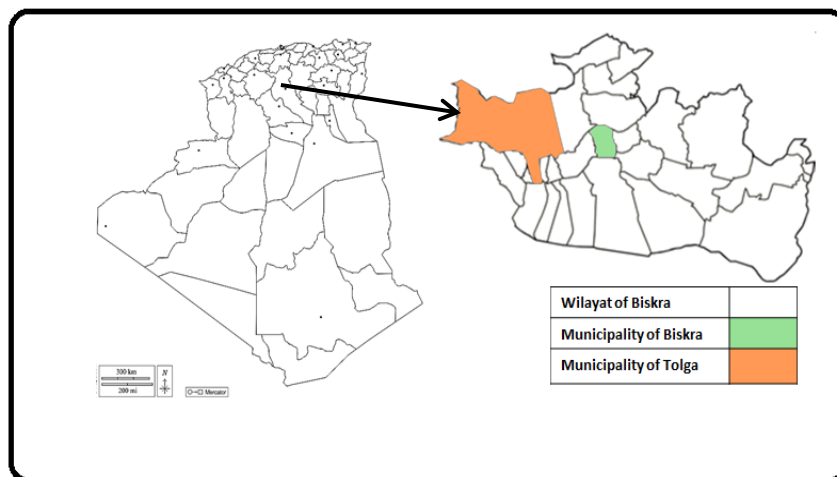 Wilayat of Biskra
Municipality of Biskra
Municipality of Tolga
300 km
200 mi
N
Mercator